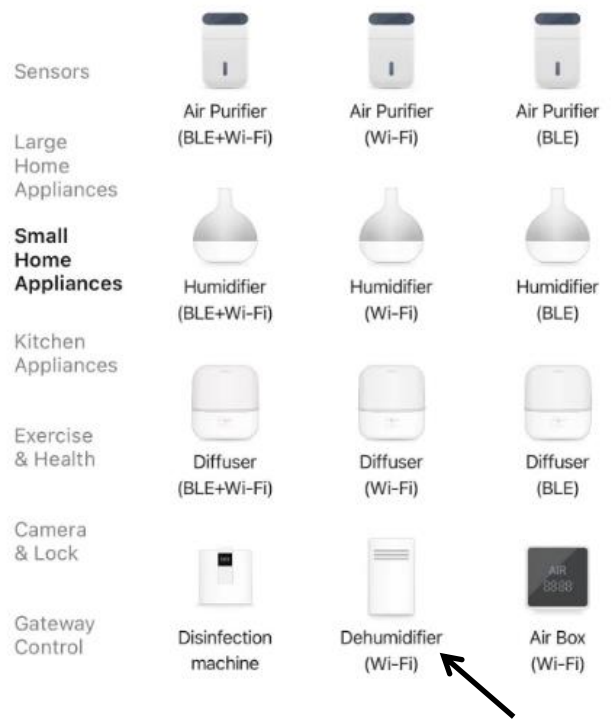 Sensors
Large
Home
Appliances
Small
Home
Appliances
Kitchen
Appliances
Exercise
& Health
Camera
& Lock
Gateway
Control
Air Purifier
(BLE+Wi-Fi)
Air Purifier
(Wi-Fi)
Air Purifier
(BLE)
Humidifier
(BLE+Wi-Fi)
Humidifier
(Wi-Fi)
Humidifier
(BLE)
Diffuser
(BLE+Wi-Fi)
Diffuser
(Wi-Fi)
Diffuser
(BLE)
Disinfection
machine
Dehumidifier
(Wi-Fi)
AIR
8888
Air Box
(Wi-Fi)